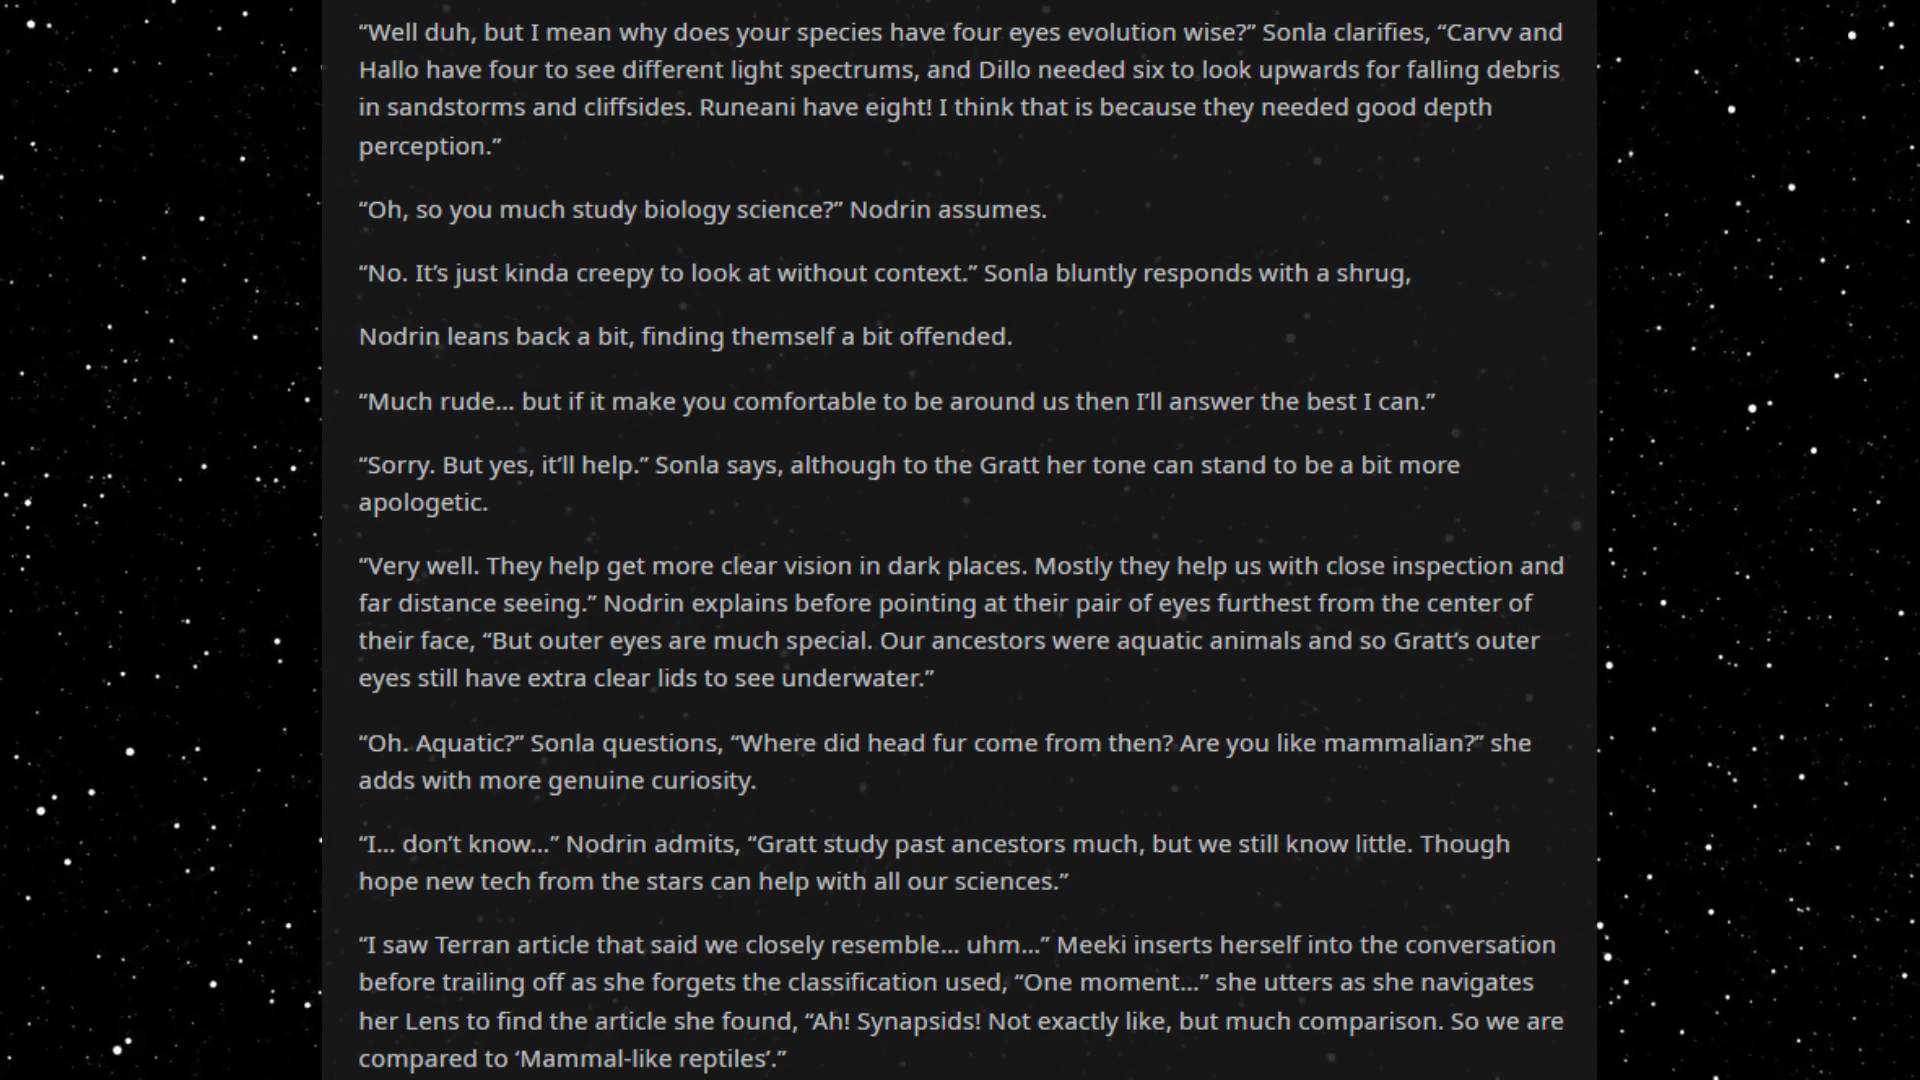 “Well duh, but I mean why does your species have four eyes evolution wise?” Sonla clarifies, “Carvv and
Hallo have four to see different light spectrums, and Dillo needed six to look upwards for falling debris
in sandstorms and cliffsides. Runeani have eight! I think that is because they needed good depth
perception.”
“Oh, so you much study biology science?” Nodrin assumes.
“No. It’s just kinda creepy to look at without context.” Sonla bluntly responds with a shrug,
Nodrin leans back a bit, finding themself a bit offended.
“Much rude… but if it make you comfortable to be around us then I’ll answer the best I can.”
“Sorry. But yes, it’ll help.” Sonla says, although to the Gratt her tone can stand to be a bit more
apologetic.
“Very well. They help get more clear vision in dark places. Mostly they help us with close inspection and
far distance seeing.” Nodrin explains before pointing at their pair of eyes furthest from the center of
their face, “But outer eyes are much special. Our ancestors were aquatic animals and so Gratt’s outer
eyes still have extra clear lids to see underwater.”
“Oh. Aquatic?” Sonla questions, “Where did head fur come from then? Are you like mammalian?” she
adds with more genuine curiosity.
“I… don’t know…” Nodrin admits, “Gratt study past ancestors much, but we still know little. Though
hope new tech from the stars can help with all our sciences.”
“I saw Terran article that said we closely resemble… uhm…” Meeki inserts herself into the conversation
before trailing off as she forgets the classification used, “One moment…” she utters as she navigates
her Lens to find the article she found, “Ah! Synapsids! Not exactly like, but much comparison. So we are
compared to ‘Mammal-like reptiles’.”